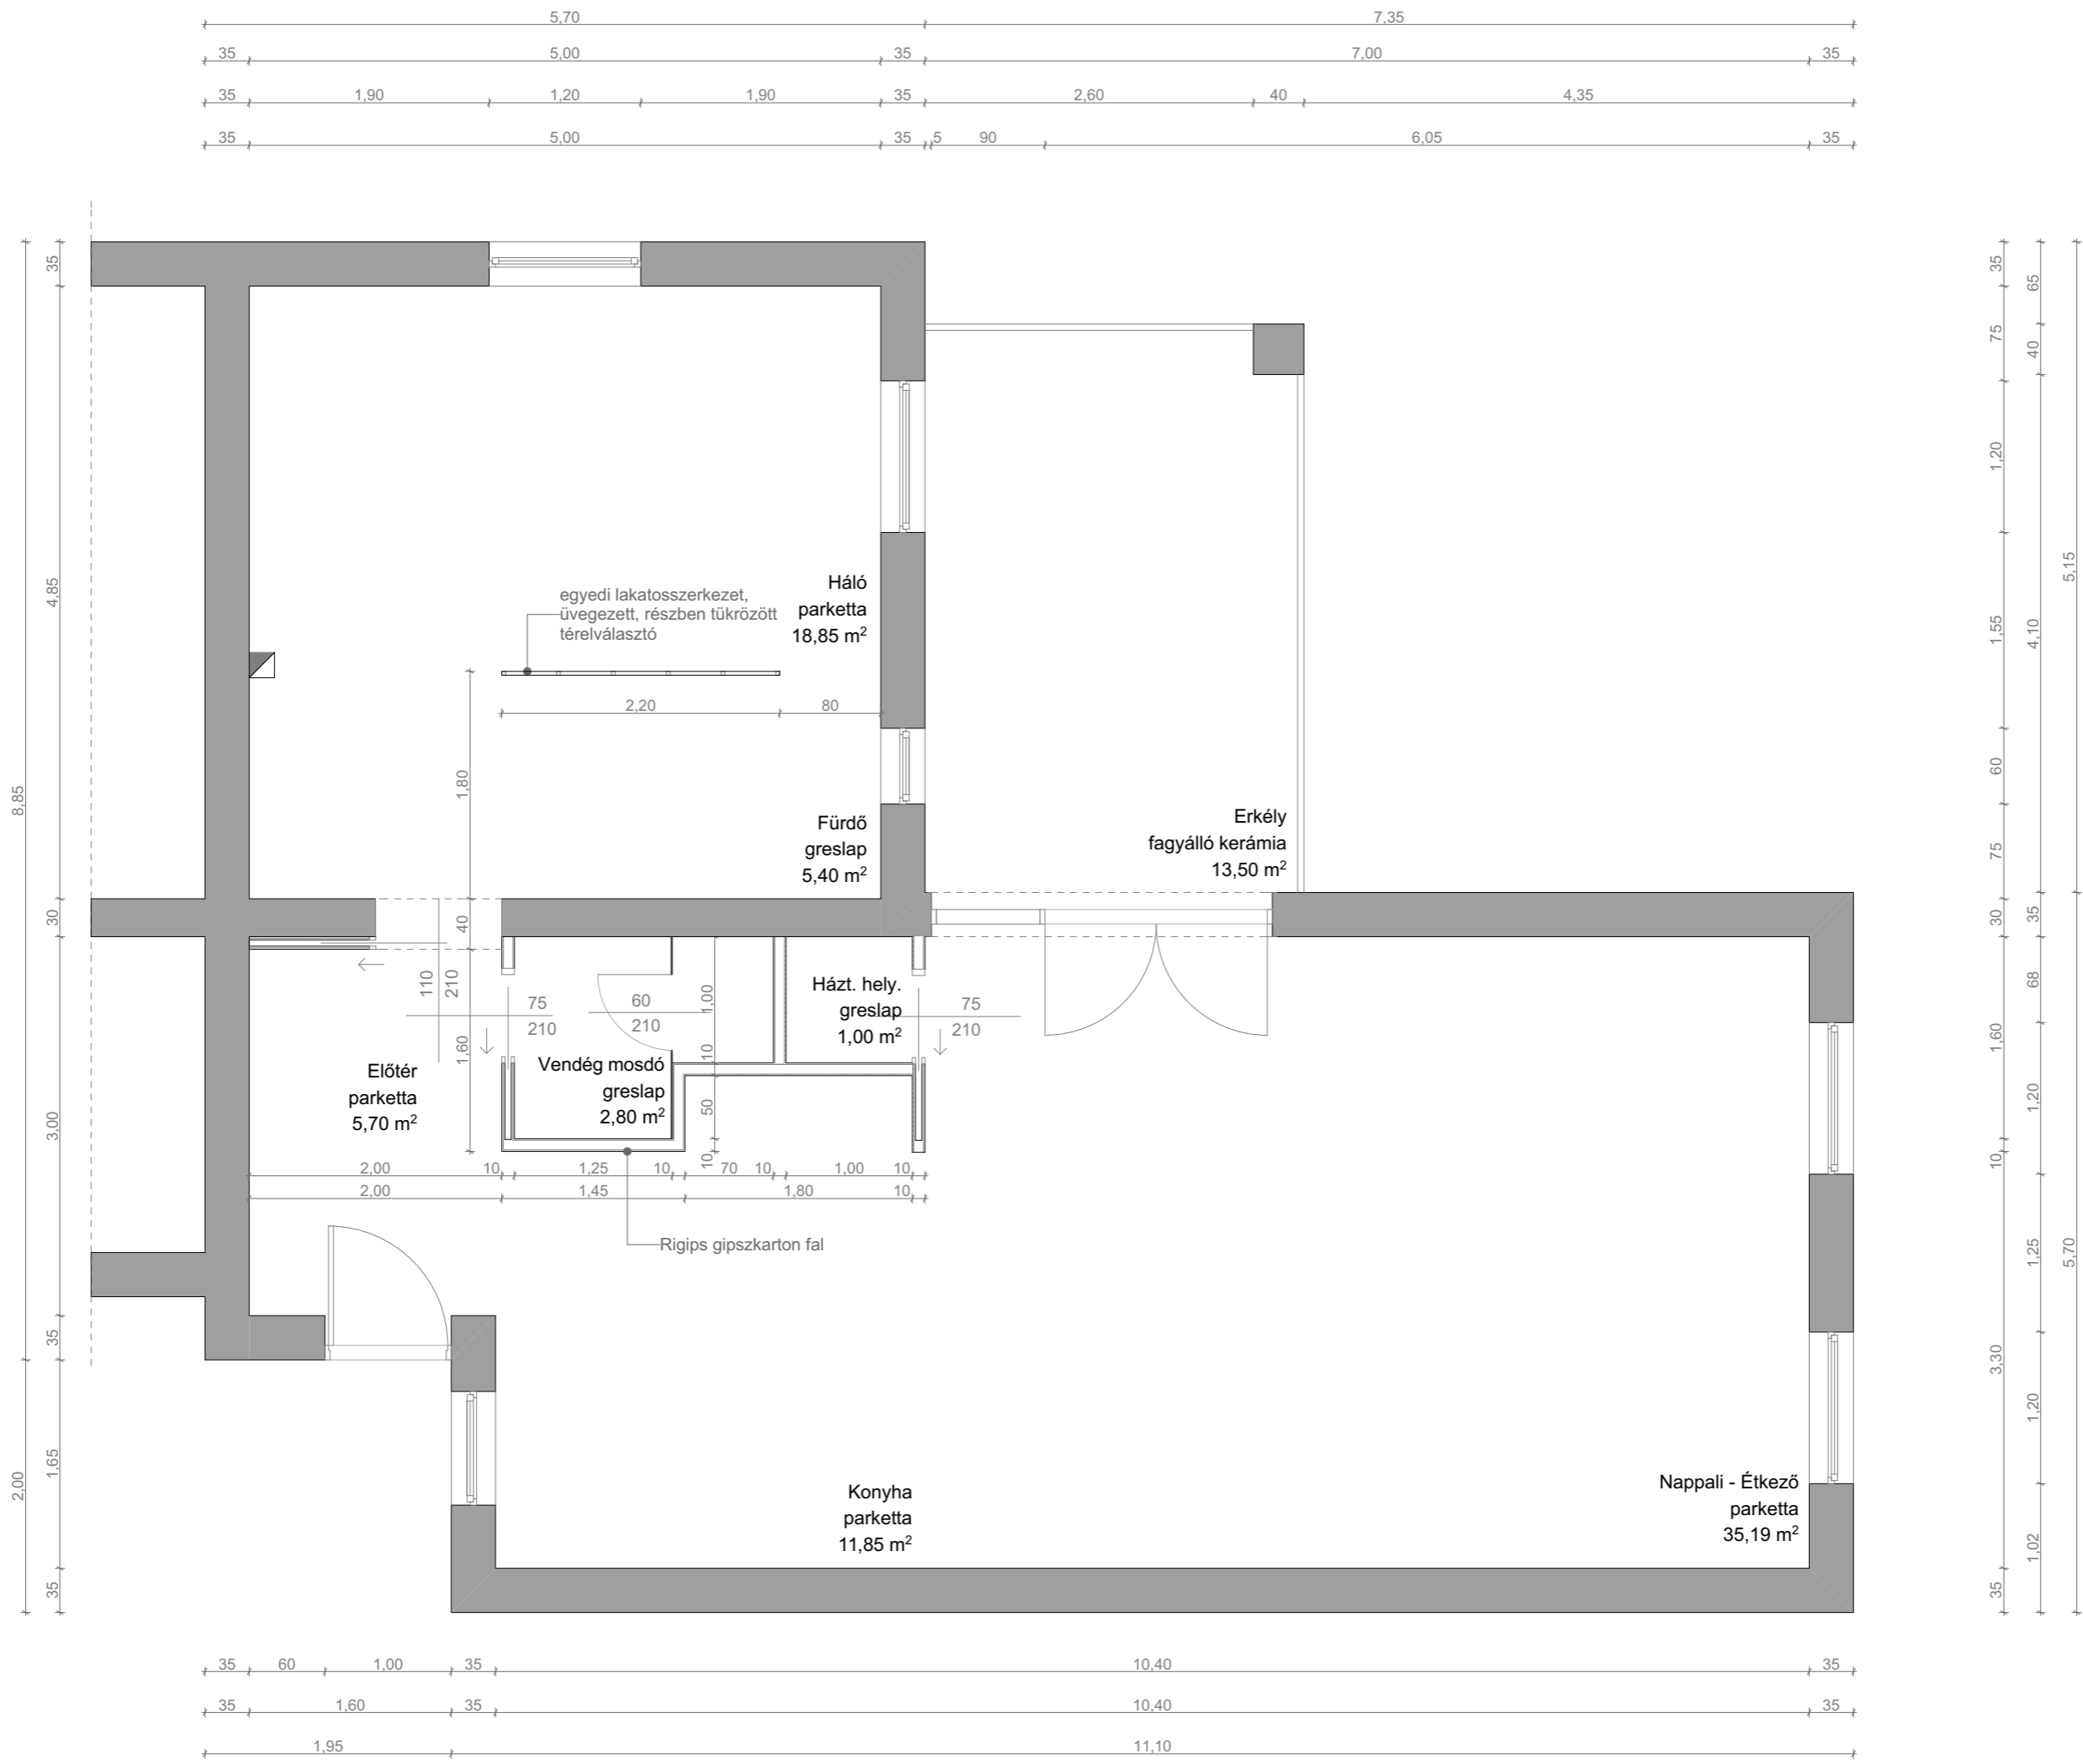 5,70 7,35
35 5,00 35 7,00 35
35 1,90 1,20 1,90 35 2,60 40 4,35
35 5,00 35 5 90 6,05 35
8,85
2,00
35
4,85
30
3,00
35
1,65
35
egyedi lakatosszerkezet,
üvegezett, részben tükrözött
térelválasztó
Háló
parketta
18,85 m²
2,20 80
1,80
40
1,60
Fürdő
greslap
5,40 m²
Erkély
fagyálló kerámia
13,50 m²
110
210
75
210
60
210
1,00
10
50
10
Házt. hely.
greslap
1,00 m²
75
210
Előtér
parketta
5,70 m²
Vendég mosdó
greslap
2,80 m²
2,00 10 1,25 10 70 10 1,00 10
2,00 1,45 1,80 10
Rigips gipszkarton fal
Konyha
parketta
11,85 m²
Nappali - Étkező
parketta
35,19 m²
35
75
1,20
1,55
60
75
30
1,60
10
3,30
35
65
40
4,10
35
68
1,20
1,25
1,20
1,02
5,15
5,70
35 60 1,00 35 10,40 35
35 1,60 35 10,40 35
1,95 11,10